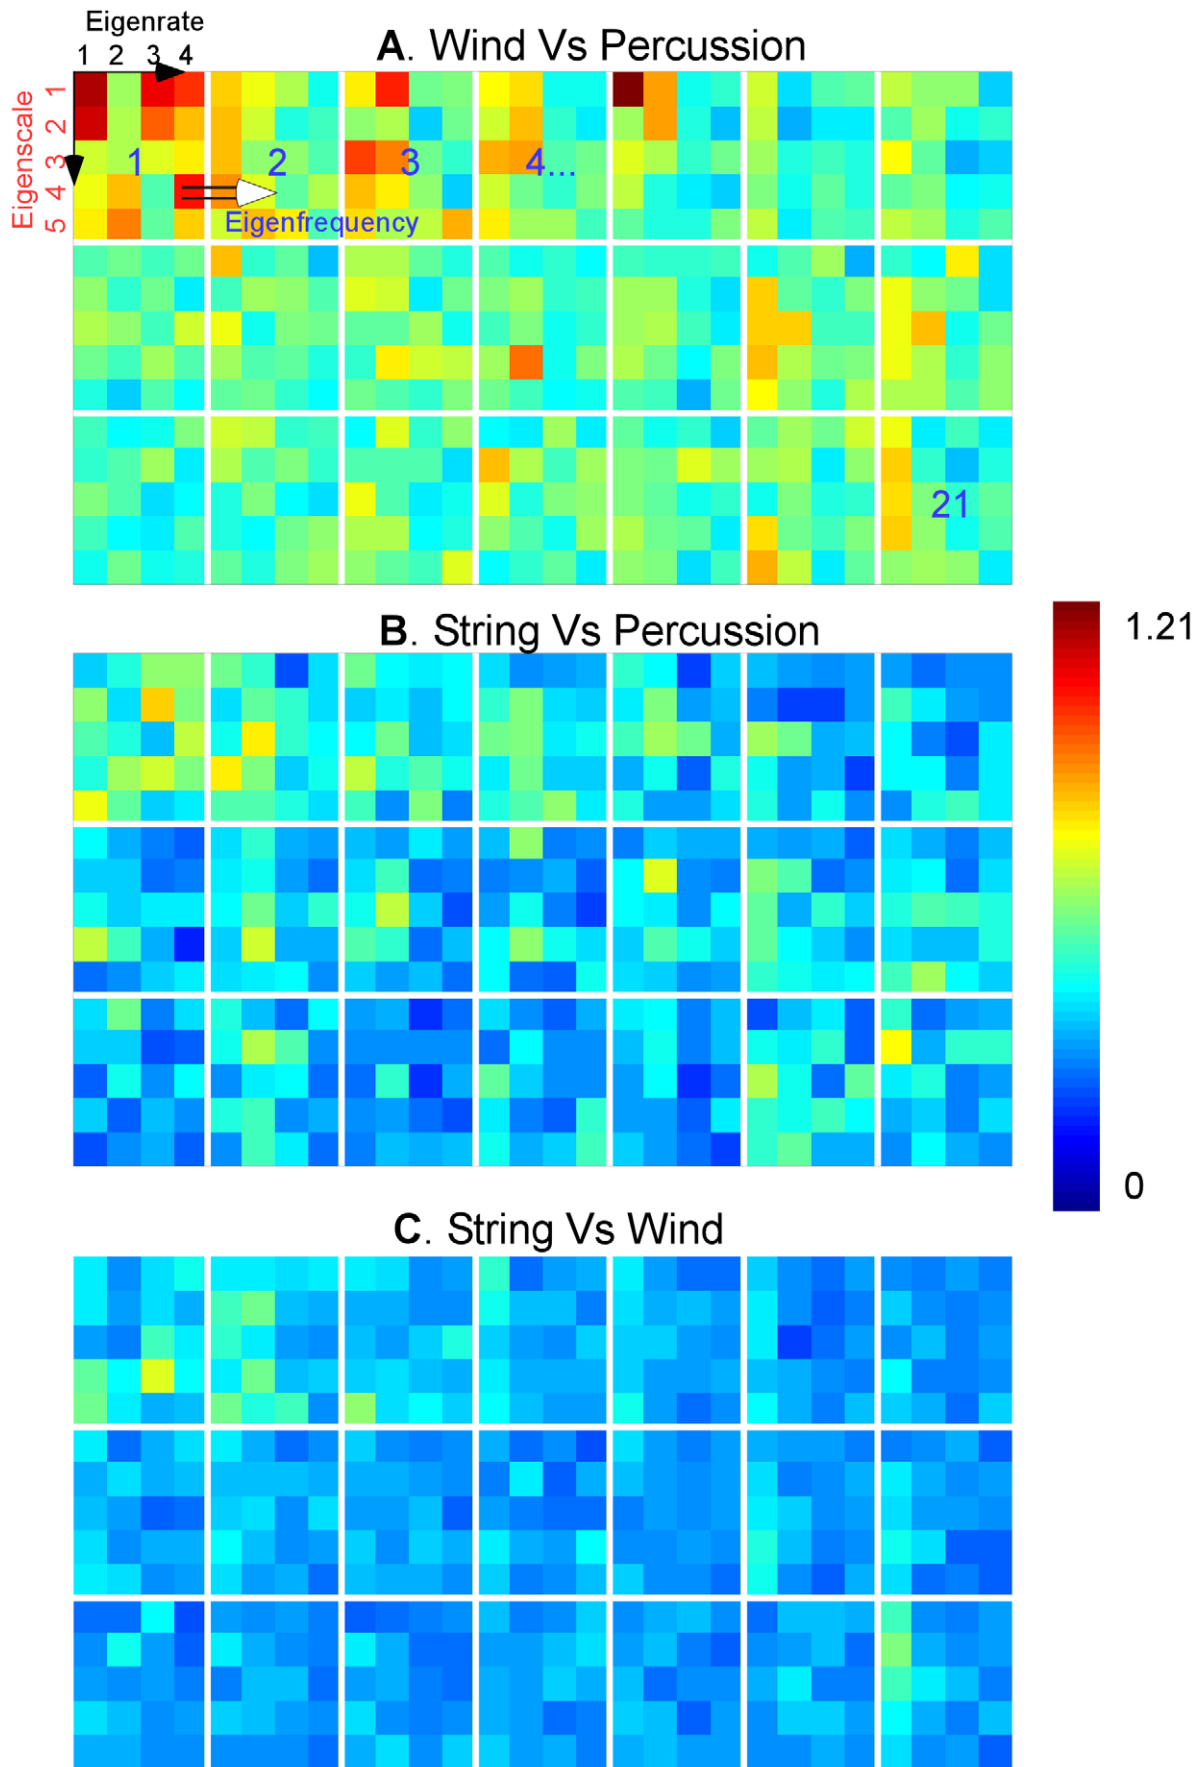 Eigenrate
1 2 3 4
A. Wind Vs Percussion
Eigenscale
1 2 3 4 5
1
2
3
4...
Eigenfrequency
21
B. String Vs Percussion
1.21
0
C. String Vs Wind